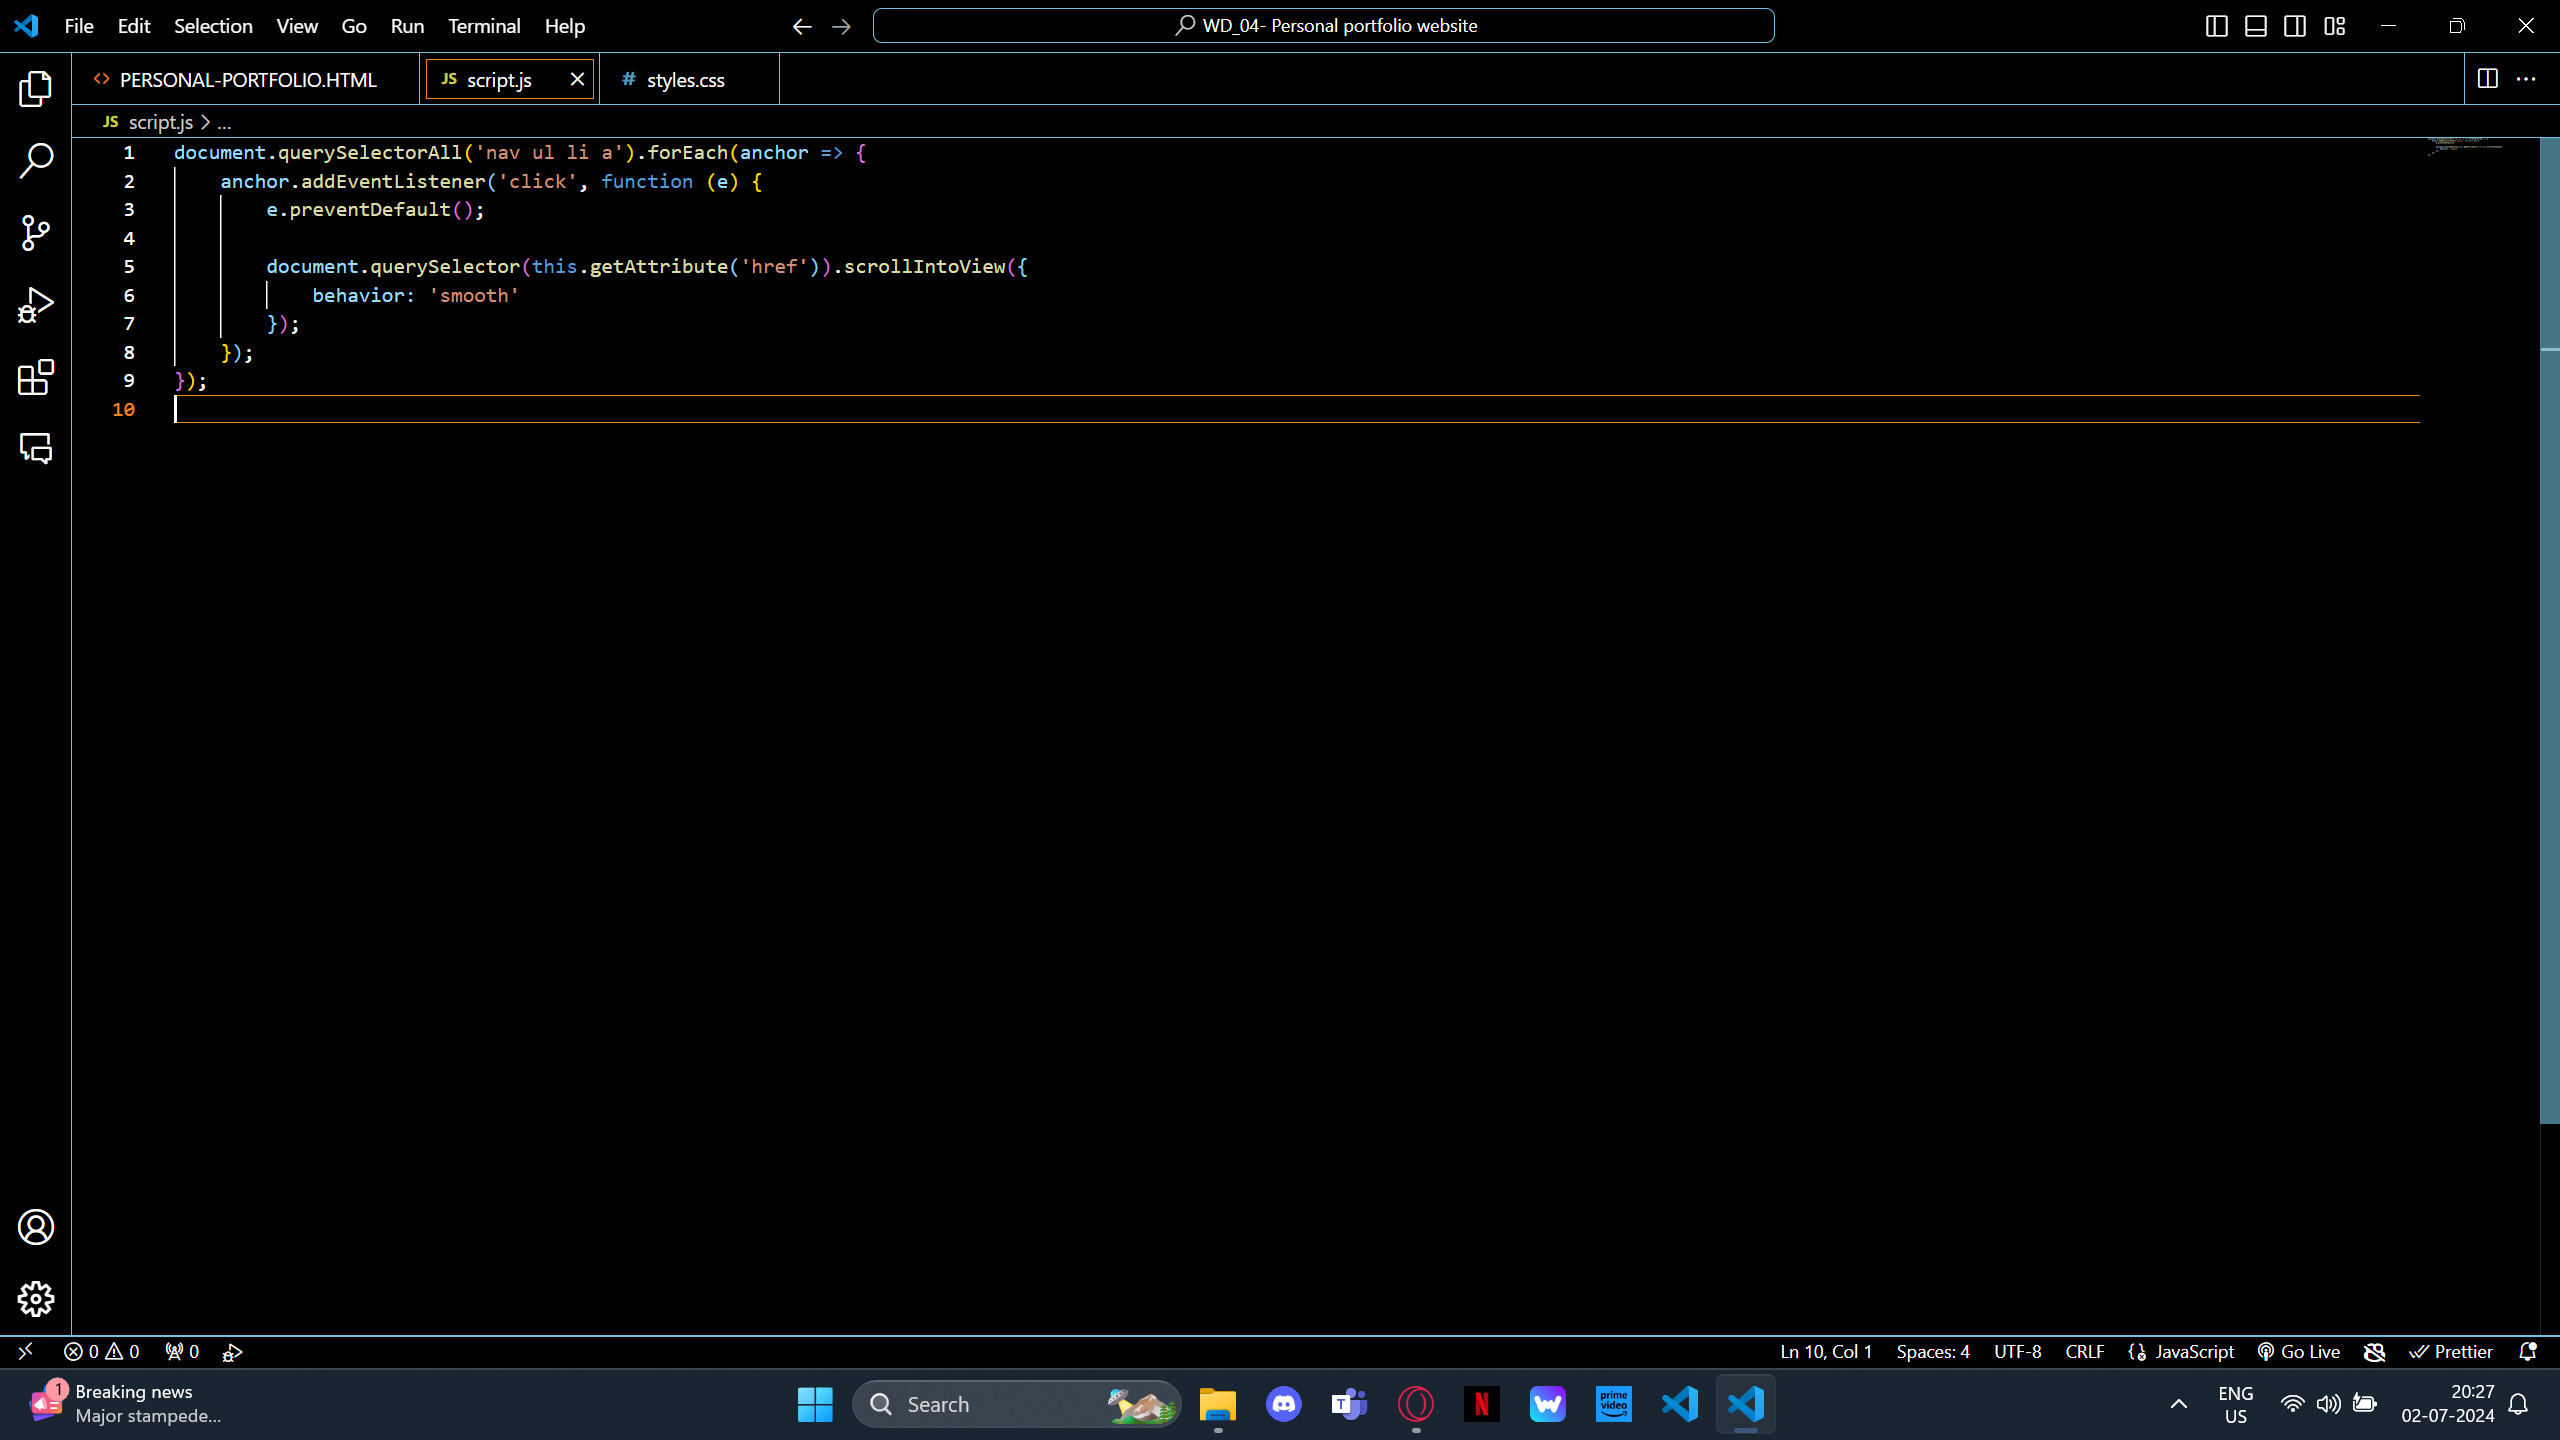 File Edit Selection View Go Run Terminal Help
WD_04- Personal portfolio website
<> PERSONAL-PORTFOLIO.HTML
JS script.js
# styles.css
JS script.js > ...
1 document.querySelectorAll('nav ul li a').forEach(anchor => {
2     anchor.addEventListener('click', function (e) {
3         e.preventDefault();
4
5         document.querySelector(this.getAttribute('href')).scrollIntoView({
6             behavior: 'smooth'
7         });
8     });
9 });
10
0 0 0
Ln 10, Col 1 Spaces: 4 UTF-8 CRLF {} JavaScript Go Live Prettier
1
Breaking news
Major stampede...
Search
T
N
W
prime video
ENG
US
20:27
02-07-2024